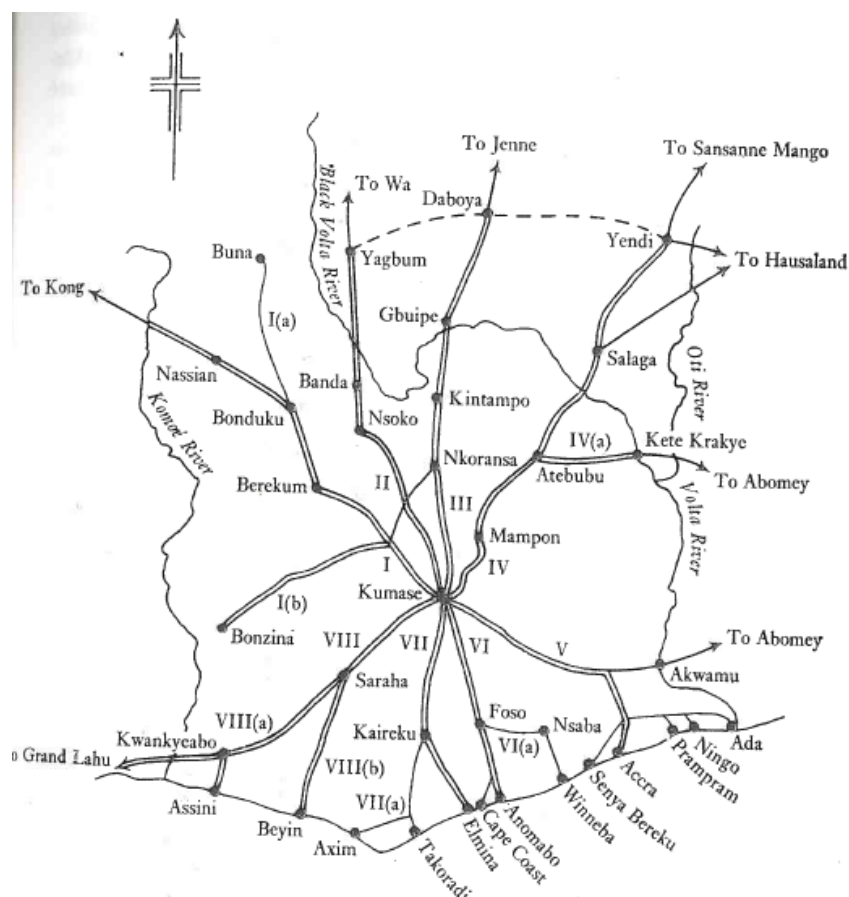 To Jenne
To Sansanne Mango
To Wa
Black Volta River
Daboya
Yendi
Buna
Yagbum
To Hausaland
To Kong
I(a)
Gbuipe
Salaga
Oti River
Nassian
Banda
Kintampo
Bonduku
Komoé River
Nsoko
IV(a)
Kete Krakye
Nkoransa
Atebubu
To Abomey
Berekum
II
III
Volta River
Mampon
I
IV
Kumase
I(b)
Bonzina
VIII
VII
VI
V
To Abomey
Saraha
Akwamu
Foso
Nsaba
VIII(a)
Kaireku
Kwankyeabo
VI(a)
Ada
o Grand Lahu
VIII(b)
Ningo
Prampram
Accra
Assini
VII(a)
Senya Bereku
Winneba
Beyin
Anomabo
Cape Coast
Elmina
Axim
Takoradi